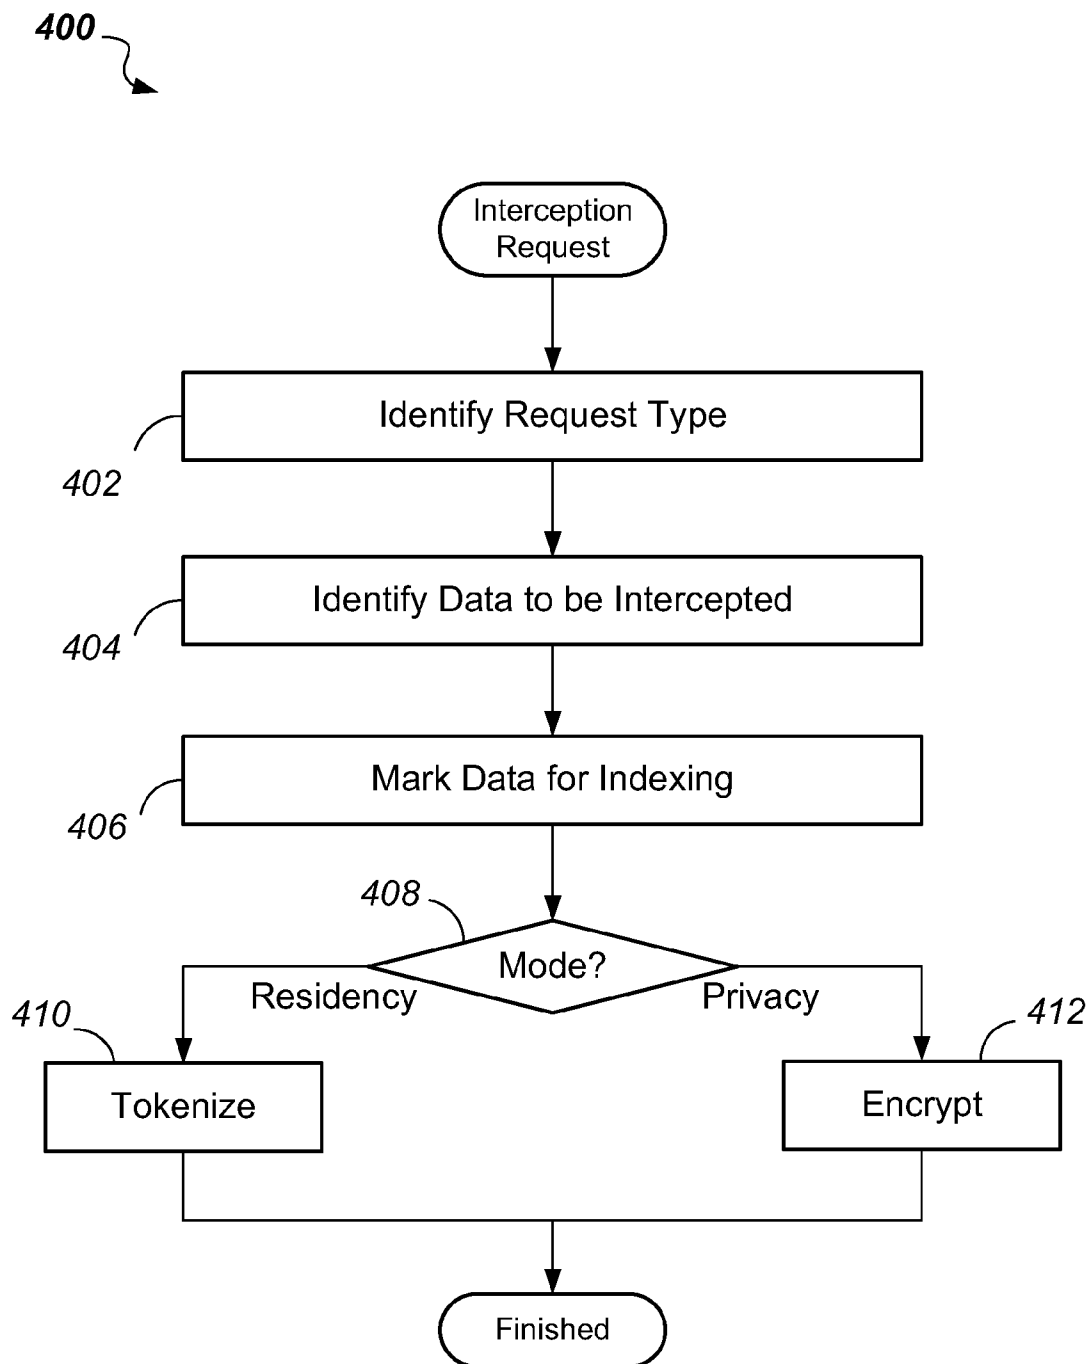 400
Interception
Request
Identify Request Type
402
Identify Data to be Intercepted
404
Mark Data for Indexing
406
408
Mode?
Residency
Privacy
410
412
Tokenize
Encrypt
Finished